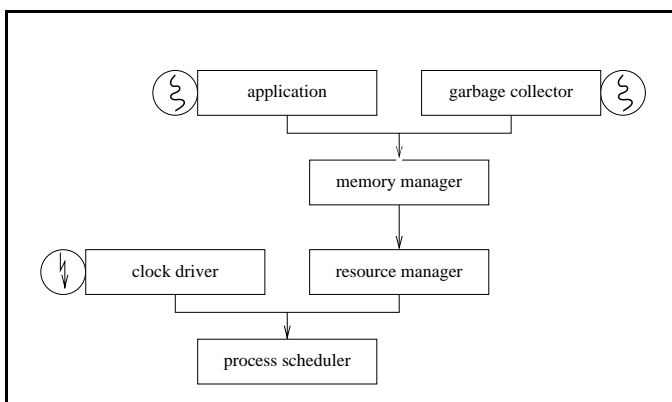 application
garbage collector
memory manager
clock driver
resource manager
process scheduler